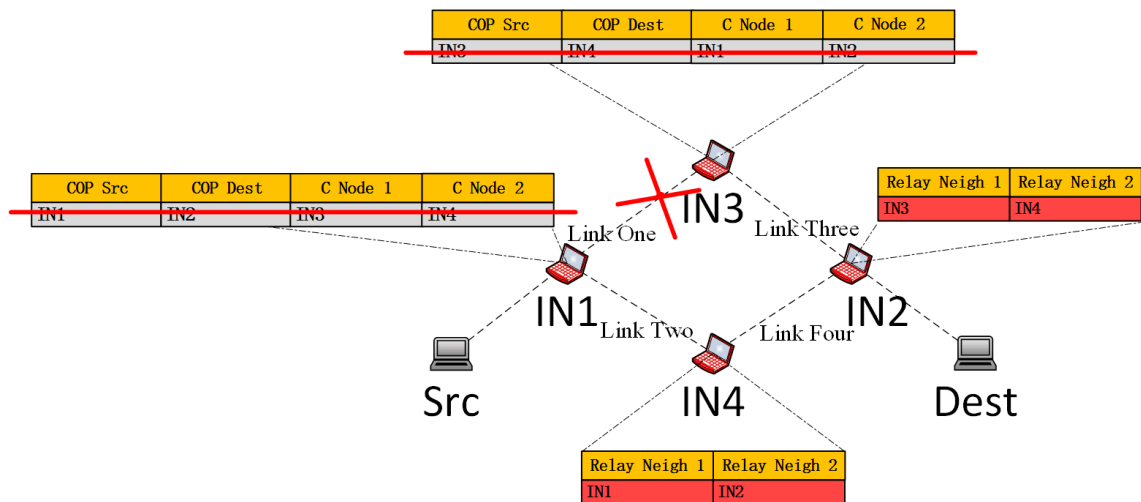 COP Src COP Dest C Node 1 C Node 2
IN3 IN4 IN1 IN2
COP Src COP Dest C Node 1 C Node 2
IN1 IN2 IN3 IN4
Relay Neigh 1 Relay Neigh 2
IN3 IN4
IN3
Link One
Link Three
IN1
IN2
Link Two
Link Four
Src
IN4
Dest
Relay Neigh 1 Relay Neigh 2
IN1 IN2